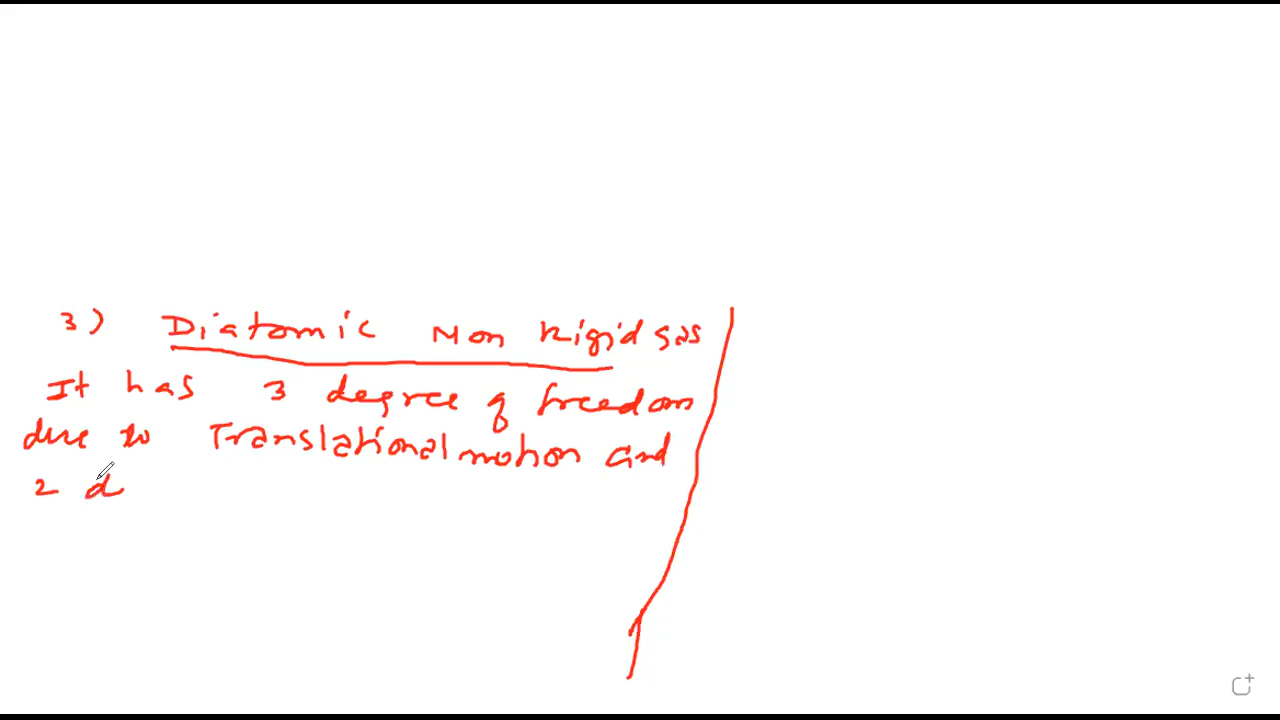 3) Diatomic Non Rigid gas
It has 3 degree of freedom
due to Translational motion and
2 d